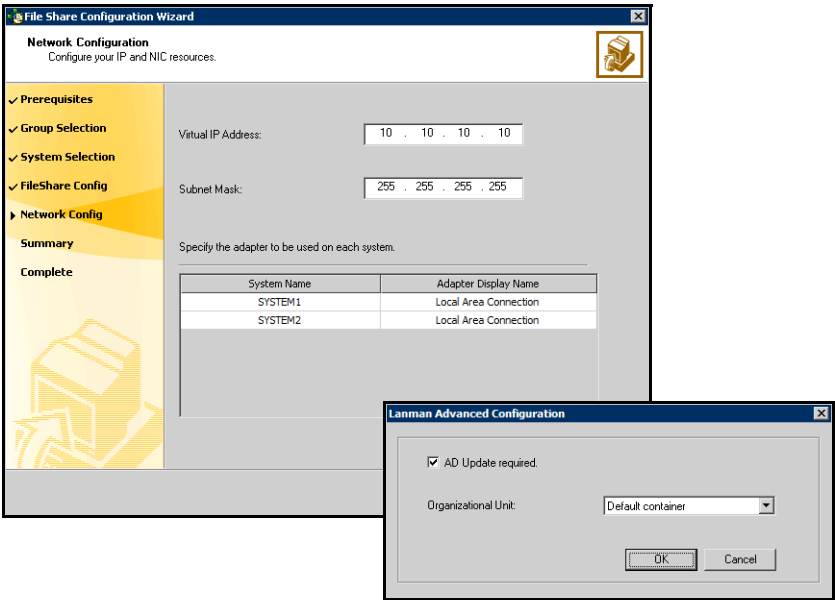 File Share Configuration Wizard
Network Configuration
Configure your IP and NIC resources.
Prerequisites
Group Selection
System Selection
FileShare Config
Network Config
Summary
Complete
Virtual IP Address:
10 . 10 . 10 . 10
Subnet Mask:
255 . 255 . 255 . 255
Specify the adapter to be used on each system.
System Name Adapter Display Name
SYSTEM1 Local Area Connection
SYSTEM2 Local Area Connection
Lanman Advanced Configuration
AD Update required.
Organizational Unit:
Default container
OK Cancel